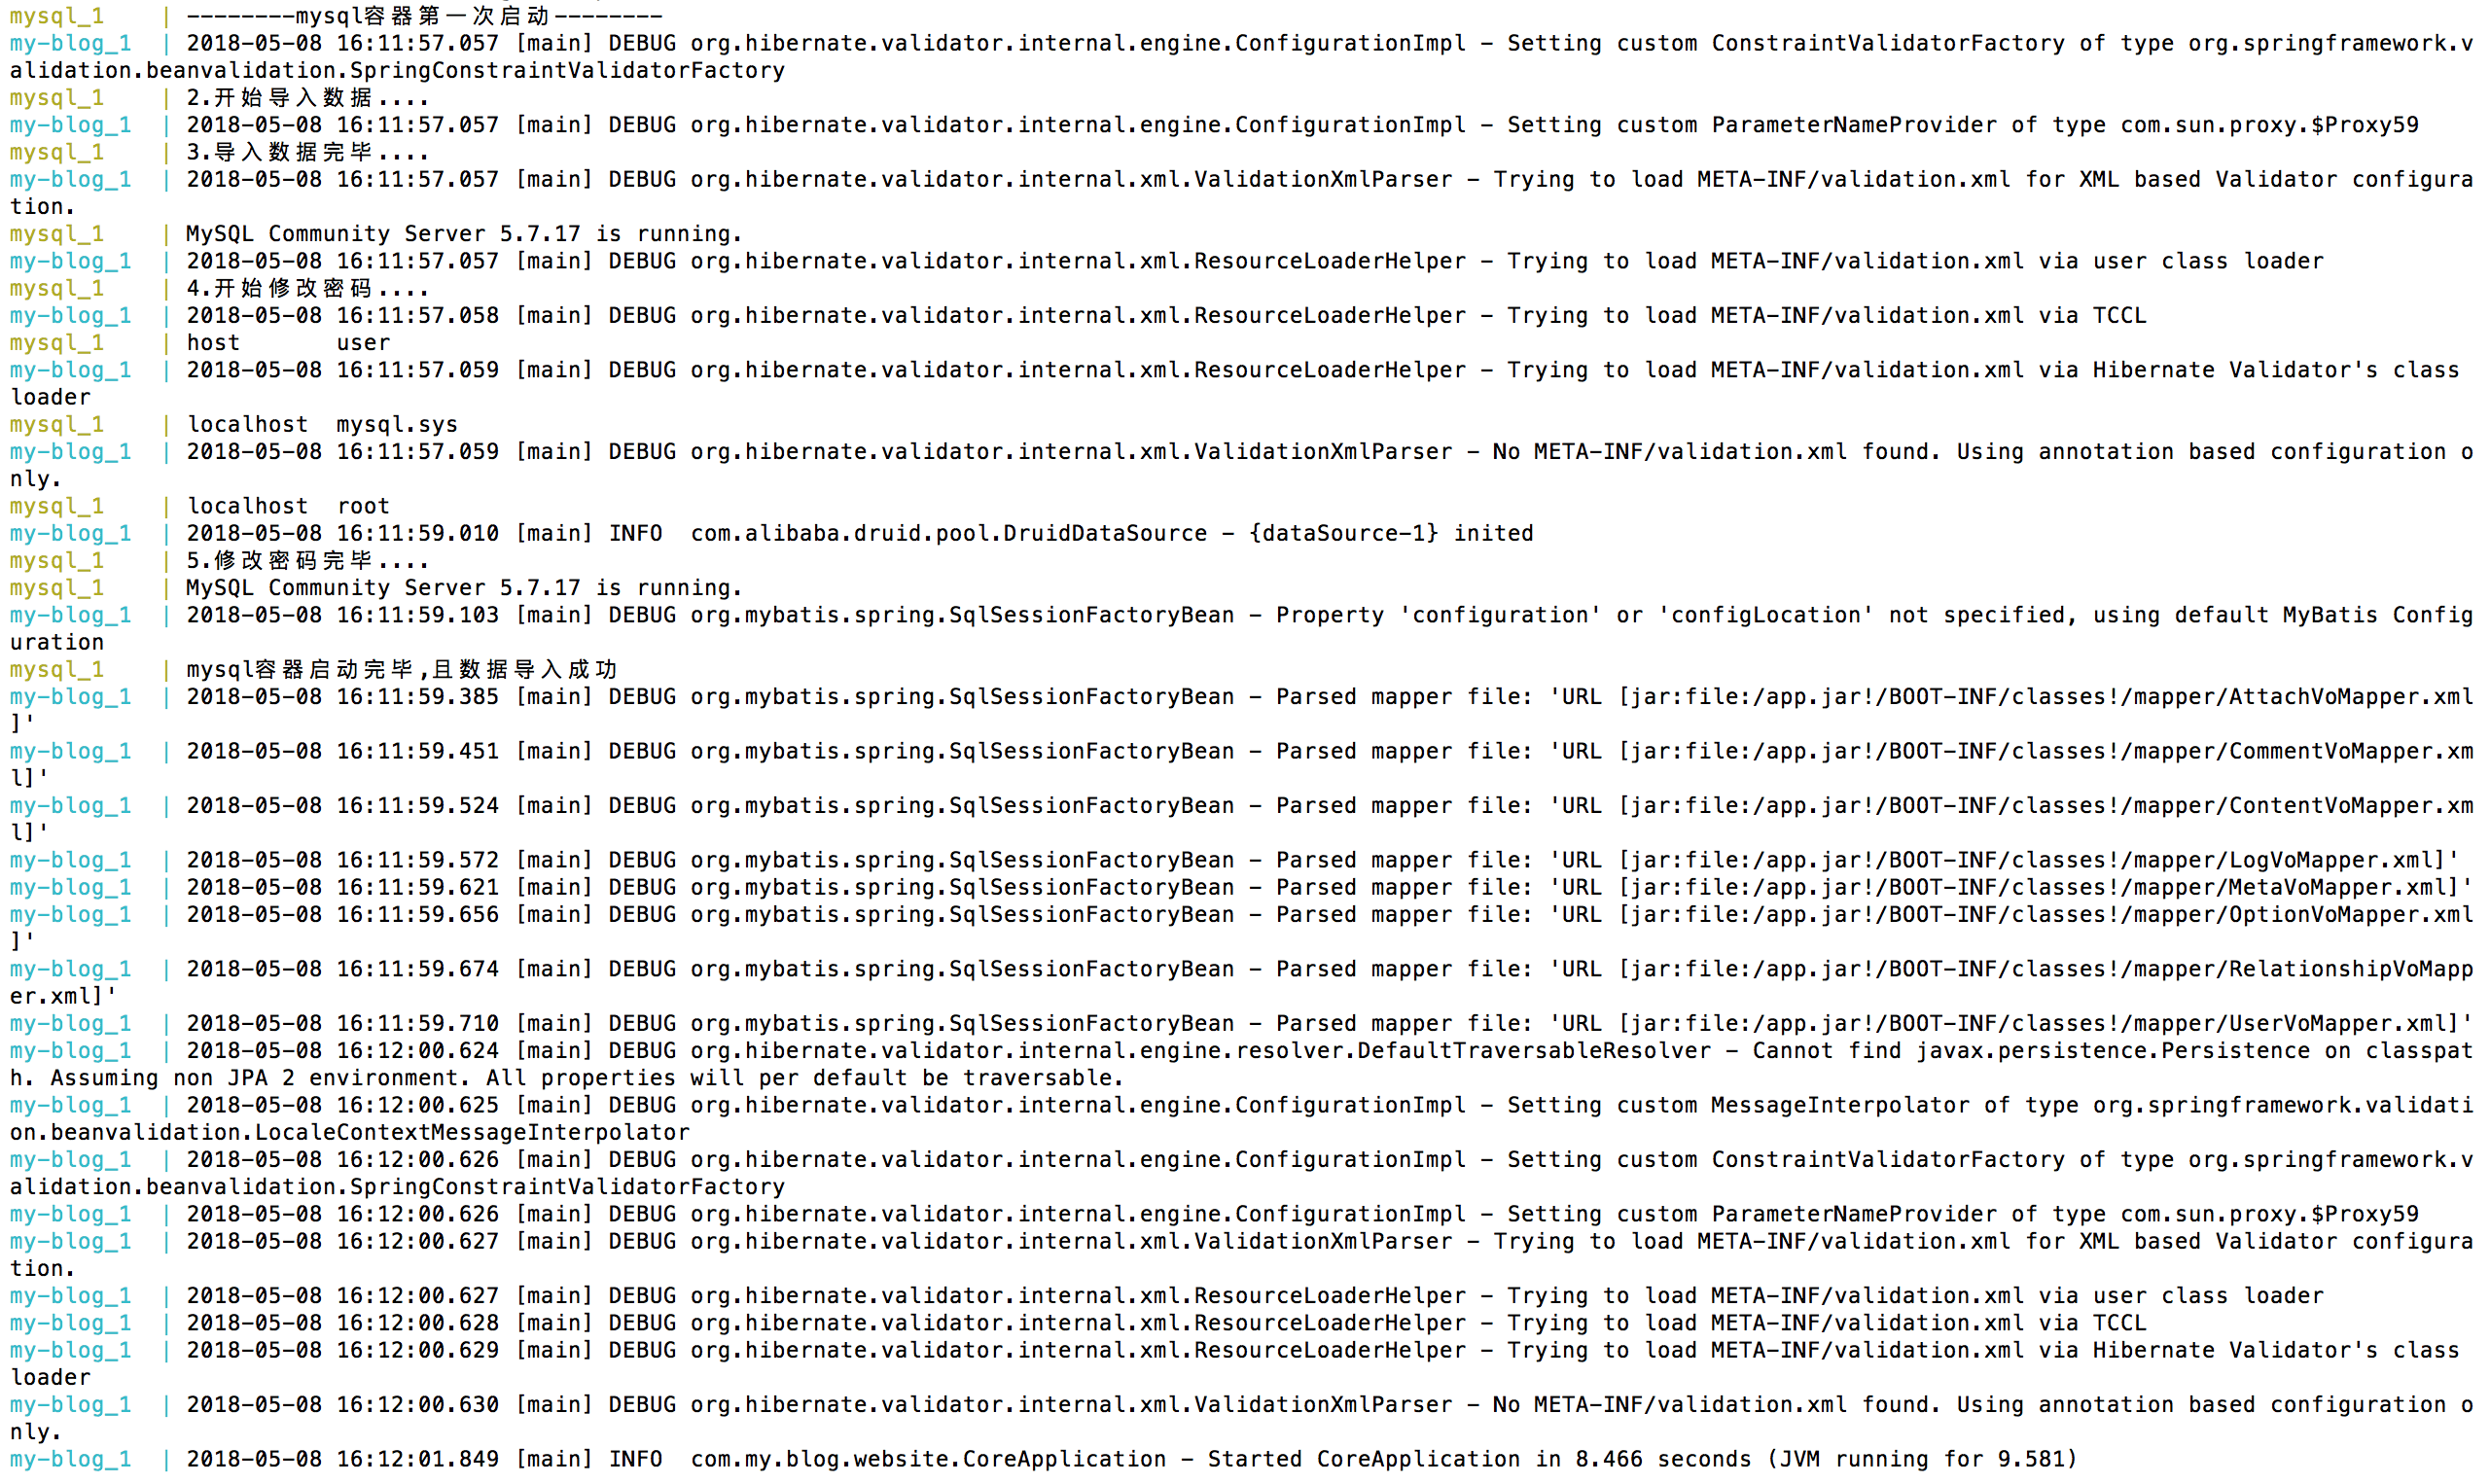 mysql_1    | --------mysql容器第一次启动--------
my-blog_1  | 2018-05-08 16:11:57.057 [main] DEBUG org.hibernate.validator.internal.engine.ConfigurationImpl - Setting custom ConstraintValidatorFactory of type org.springframework.v
alidation.beanvalidation.SpringConstraintValidatorFactory
mysql_1    | 2.开始导入数据....
my-blog_1  | 2018-05-08 16:11:57.057 [main] DEBUG org.hibernate.validator.internal.engine.ConfigurationImpl - Setting custom ParameterNameProvider of type com.sun.proxy.$Proxy59
mysql_1    | 3.导入数据完毕....
my-blog_1  | 2018-05-08 16:11:57.057 [main] DEBUG org.hibernate.validator.internal.xml.ValidationXmlParser - Trying to load META-INF/validation.xml for XML based Validator configura
tion.
mysql_1    | MySQL Community Server 5.7.17 is running.
my-blog_1  | 2018-05-08 16:11:57.057 [main] DEBUG org.hibernate.validator.internal.xml.ResourceLoaderHelper - Trying to load META-INF/validation.xml via user class loader
mysql_1    | 4.开始修改密码....
my-blog_1  | 2018-05-08 16:11:57.058 [main] DEBUG org.hibernate.validator.internal.xml.ResourceLoaderHelper - Trying to load META-INF/validation.xml via TCCL
mysql_1    | host       user
my-blog_1  | 2018-05-08 16:11:57.059 [main] DEBUG org.hibernate.validator.internal.xml.ResourceLoaderHelper - Trying to load META-INF/validation.xml via Hibernate Validator's class
loader
mysql_1    | localhost  mysql.sys
my-blog_1  | 2018-05-08 16:11:57.059 [main] DEBUG org.hibernate.validator.internal.xml.ValidationXmlParser - No META-INF/validation.xml found. Using annotation based configuration o
nly.
mysql_1    | localhost  root
my-blog_1  | 2018-05-08 16:11:59.010 [main] INFO  com.alibaba.druid.pool.DruidDataSource - {dataSource-1} inited
mysql_1    | 5.修改密码完毕....
mysql_1    | MySQL Community Server 5.7.17 is running.
my-blog_1  | 2018-05-08 16:11:59.103 [main] DEBUG org.mybatis.spring.SqlSessionFactoryBean - Property 'configuration' or 'configLocation' not specified, using default MyBatis Config
uration
mysql_1    | mysql容器启动完毕,且数据导入成功
my-blog_1  | 2018-05-08 16:11:59.385 [main] DEBUG org.mybatis.spring.SqlSessionFactoryBean - Parsed mapper file: 'URL [jar:file:/app.jar!/BOOT-INF/classes!/mapper/AttachVoMapper.xml
]'
my-blog_1  | 2018-05-08 16:11:59.451 [main] DEBUG org.mybatis.spring.SqlSessionFactoryBean - Parsed mapper file: 'URL [jar:file:/app.jar!/BOOT-INF/classes!/mapper/CommentVoMapper.xm
l]'
my-blog_1  | 2018-05-08 16:11:59.524 [main] DEBUG org.mybatis.spring.SqlSessionFactoryBean - Parsed mapper file: 'URL [jar:file:/app.jar!/BOOT-INF/classes!/mapper/ContentVoMapper.xm
l]'
my-blog_1  | 2018-05-08 16:11:59.572 [main] DEBUG org.mybatis.spring.SqlSessionFactoryBean - Parsed mapper file: 'URL [jar:file:/app.jar!/BOOT-INF/classes!/mapper/LogVoMapper.xml]'
my-blog_1  | 2018-05-08 16:11:59.621 [main] DEBUG org.mybatis.spring.SqlSessionFactoryBean - Parsed mapper file: 'URL [jar:file:/app.jar!/BOOT-INF/classes!/mapper/MetaVoMapper.xml]'
my-blog_1  | 2018-05-08 16:11:59.656 [main] DEBUG org.mybatis.spring.SqlSessionFactoryBean - Parsed mapper file: 'URL [jar:file:/app.jar!/BOOT-INF/classes!/mapper/OptionVoMapper.xml
]'
my-blog_1  | 2018-05-08 16:11:59.674 [main] DEBUG org.mybatis.spring.SqlSessionFactoryBean - Parsed mapper file: 'URL [jar:file:/app.jar!/BOOT-INF/classes!/mapper/RelationshipVoMapp
er.xml]'
my-blog_1  | 2018-05-08 16:11:59.710 [main] DEBUG org.mybatis.spring.SqlSessionFactoryBean - Parsed mapper file: 'URL [jar:file:/app.jar!/BOOT-INF/classes!/mapper/UserVoMapper.xml]'
my-blog_1  | 2018-05-08 16:12:00.624 [main] DEBUG org.hibernate.validator.internal.engine.resolver.DefaultTraversableResolver - Cannot find javax.persistence.Persistence on classpat
h. Assuming non JPA 2 environment. All properties will per default be traversable.
my-blog_1  | 2018-05-08 16:12:00.625 [main] DEBUG org.hibernate.validator.internal.engine.ConfigurationImpl - Setting custom MessageInterpolator of type org.springframework.validati
on.beanvalidation.LocaleContextMessageInterpolator
my-blog_1  | 2018-05-08 16:12:00.626 [main] DEBUG org.hibernate.validator.internal.engine.ConfigurationImpl - Setting custom ConstraintValidatorFactory of type org.springframework.v
alidation.beanvalidation.SpringConstraintValidatorFactory
my-blog_1  | 2018-05-08 16:12:00.626 [main] DEBUG org.hibernate.validator.internal.engine.ConfigurationImpl - Setting custom ParameterNameProvider of type com.sun.proxy.$Proxy59
my-blog_1  | 2018-05-08 16:12:00.627 [main] DEBUG org.hibernate.validator.internal.xml.ValidationXmlParser - Trying to load META-INF/validation.xml for XML based Validator configura
tion.
my-blog_1  | 2018-05-08 16:12:00.627 [main] DEBUG org.hibernate.validator.internal.xml.ResourceLoaderHelper - Trying to load META-INF/validation.xml via user class loader
my-blog_1  | 2018-05-08 16:12:00.628 [main] DEBUG org.hibernate.validator.internal.xml.ResourceLoaderHelper - Trying to load META-INF/validation.xml via TCCL
my-blog_1  | 2018-05-08 16:12:00.629 [main] DEBUG org.hibernate.validator.internal.xml.ResourceLoaderHelper - Trying to load META-INF/validation.xml via Hibernate Validator's class
loader
my-blog_1  | 2018-05-08 16:12:00.630 [main] DEBUG org.hibernate.validator.internal.xml.ValidationXmlParser - No META-INF/validation.xml found. Using annotation based configuration o
nly.
my-blog_1  | 2018-05-08 16:12:01.849 [main] INFO  com.my.blog.website.CoreApplication - Started CoreApplication in 8.466 seconds (JVM running for 9.581)